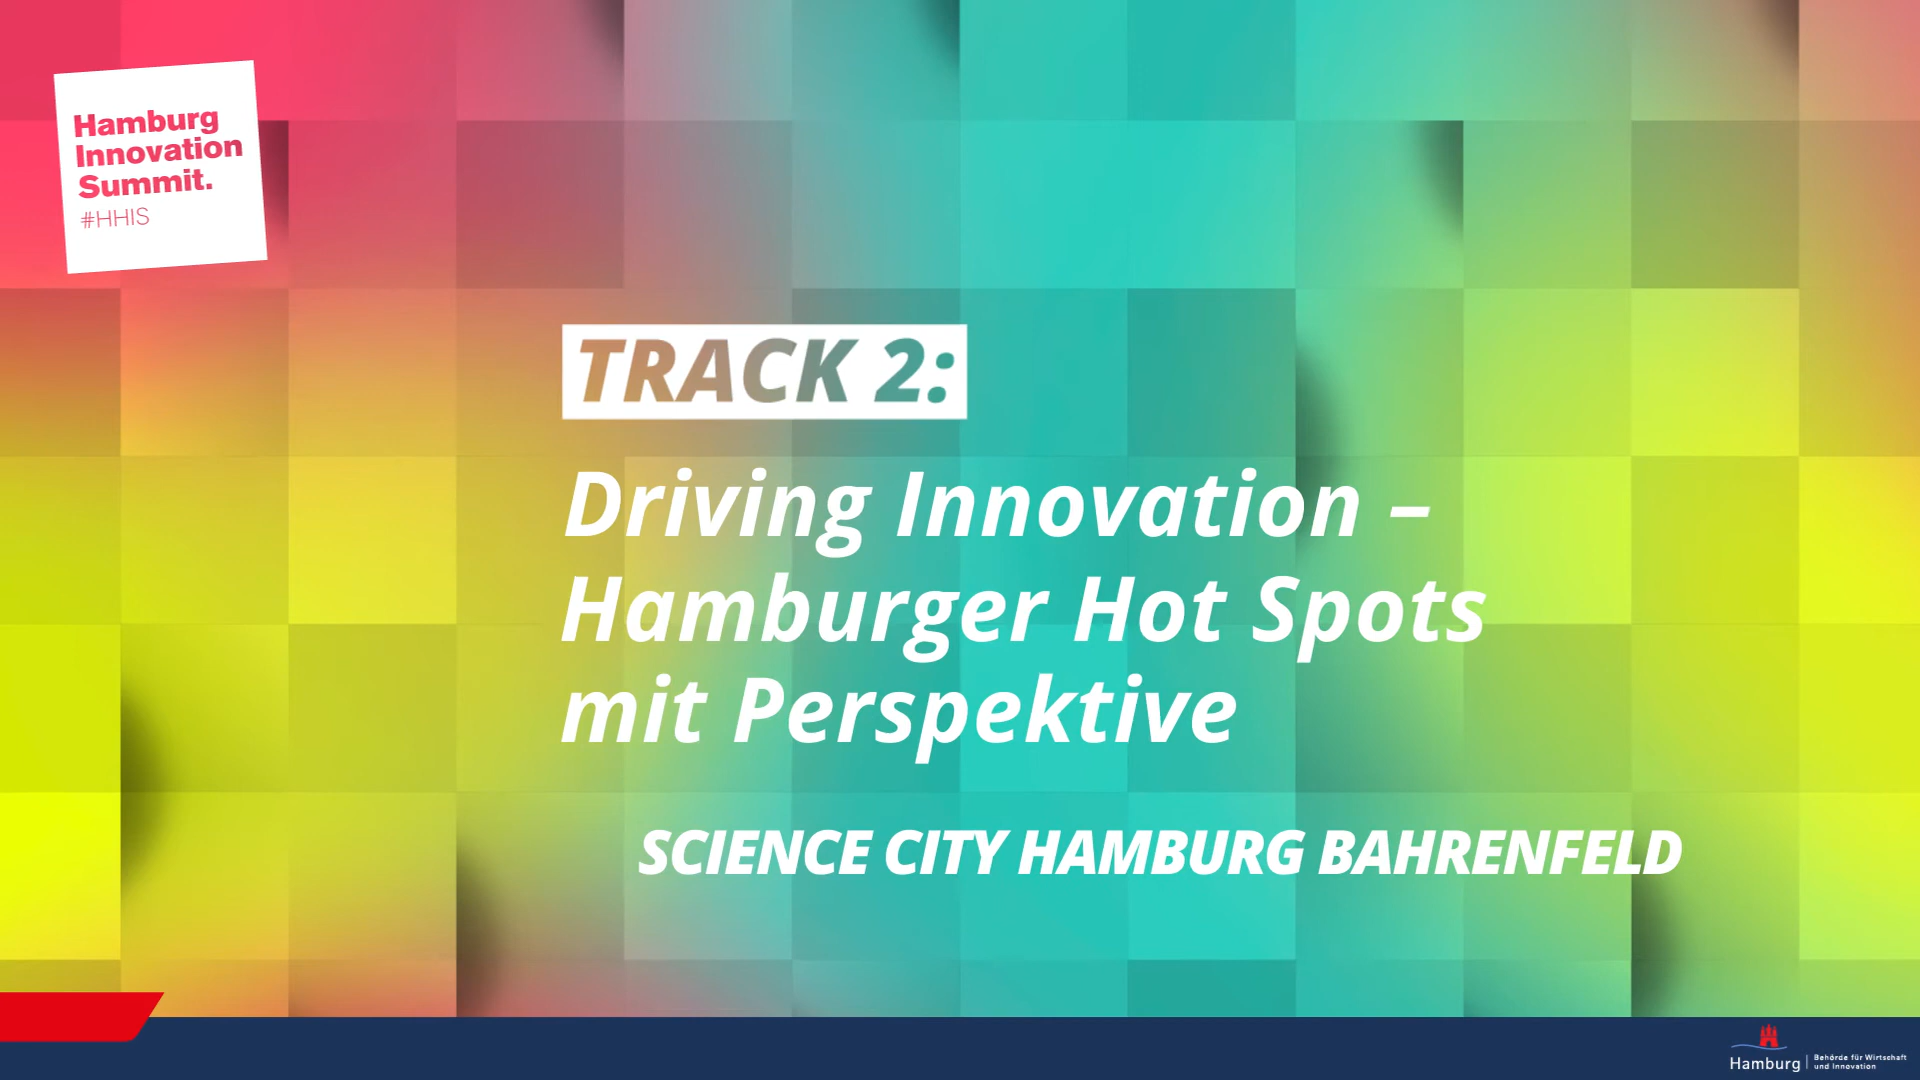 Hamburg
Innovation
Summit.
#HHIS
TRACK 2:
Driving Innovation –
Hamburger Hot Spots
mit Perspektive
SCIENCE CITY HAMBURG BAHRENFELD
Hamburg
Behörde für Wirtschaft
und Innovation